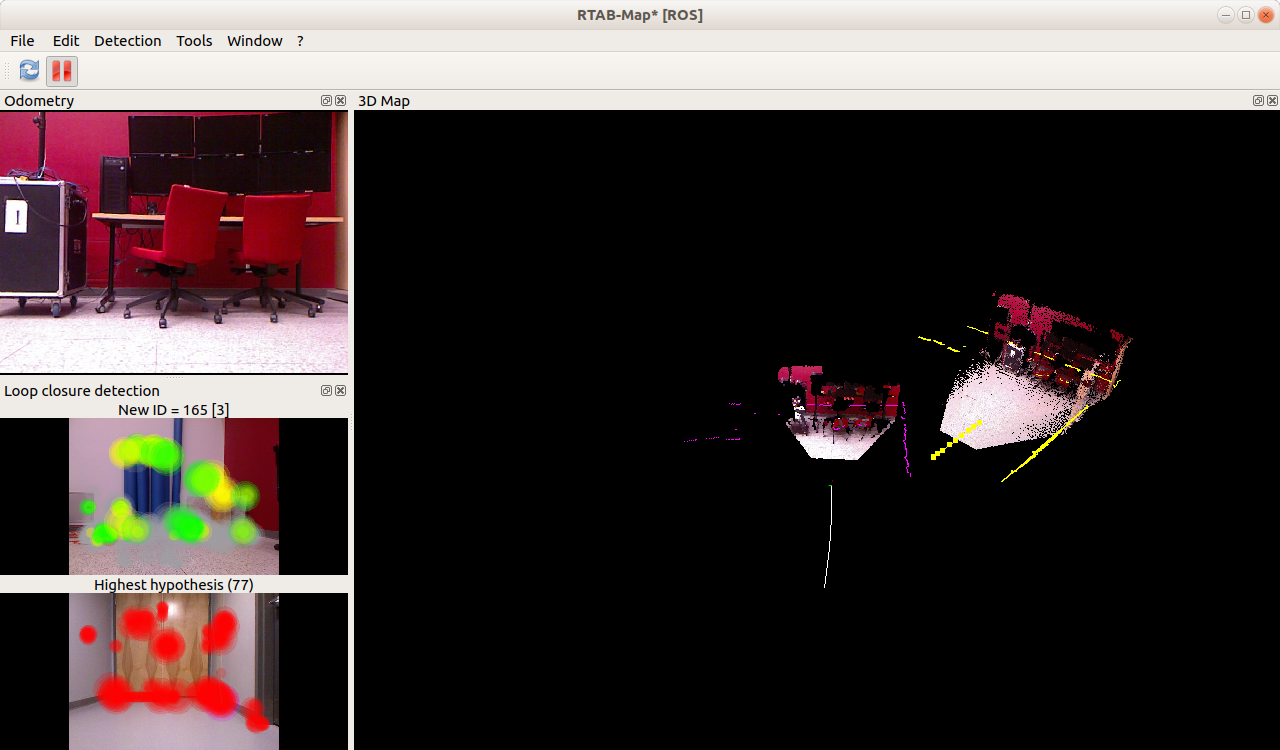 RTAB-Map* [ROS]
File Edit Detection Tools Window ?
Odometry
3D Map
Loop closure detection
New ID = 165 [3]
Highest hypothesis (77)